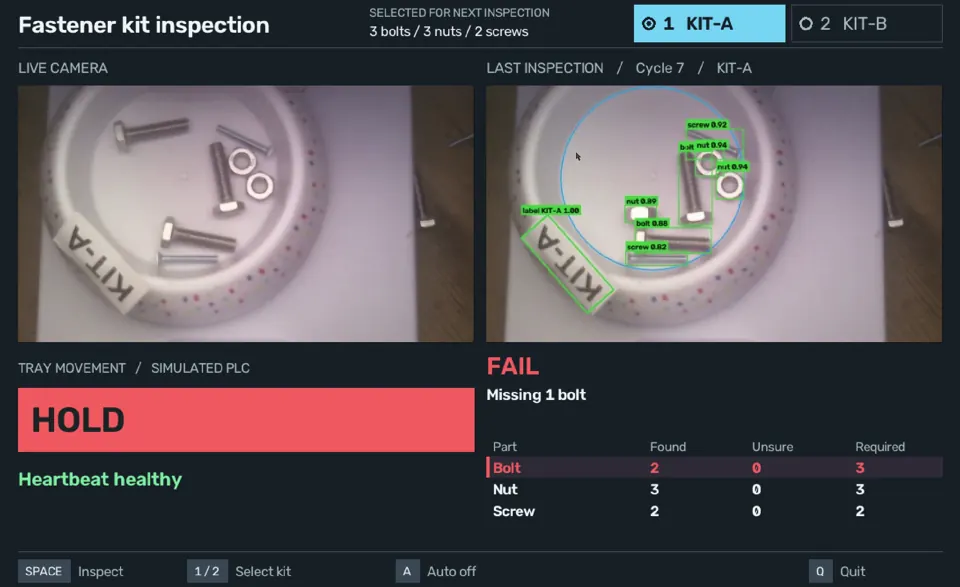 Fastener kit inspection
SELECTED FOR NEXT INSPECTION
3 bolts / 3 nuts / 2 screws
1 KIT-A
2 KIT-B
LIVE CAMERA
LAST INSPECTION / Cycle 7 / KIT-A
KIT-A
screw 0.92
bolt
nut 0.94
nut 0.94
nut 0.89
label KIT-A 1.00
bolt 0.88
screw 0.82
KIT-A
TRAY MOVEMENT / SIMULATED PLC
HOLD
Heartbeat healthy
FAIL
Missing 1 bolt
Part Found Unsure Required
Bolt 2 0 3
Nut 3 0 3
Screw 2 0 2
SPACE Inspect
1 / 2 Select kit
A Auto off
Q Quit